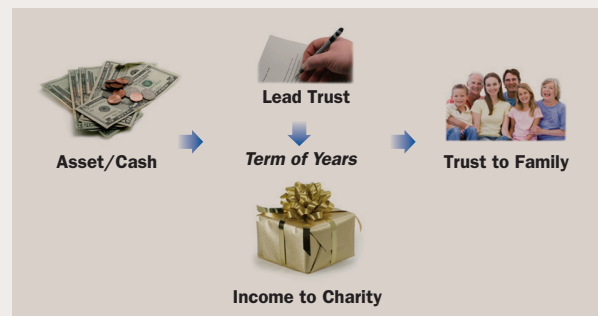 Lead Trust
Asset/Cash
Term of Years
Trust to Family
Income to Charity